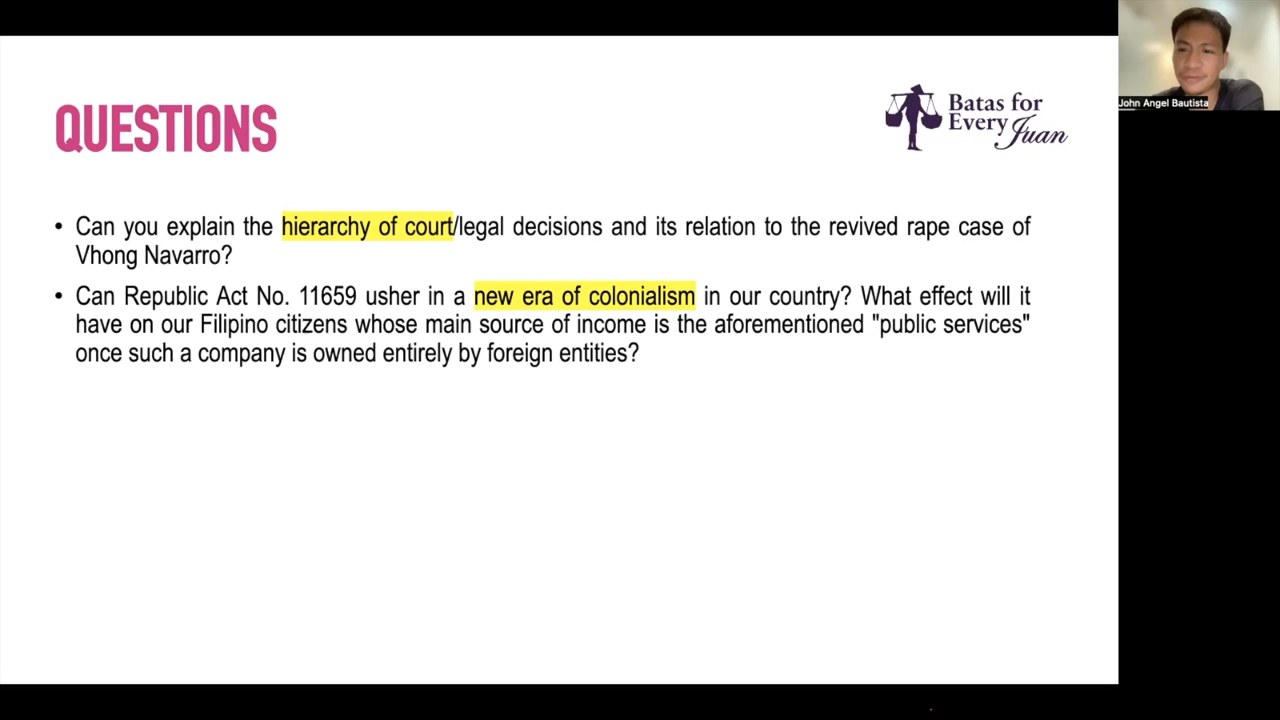 QUESTIONS
Batas for
Every Juan
John Angel Bautista
• Can you explain the hierarchy of court/legal decisions and its relation to the revived rape case of
Vhong Navarro?
• Can Republic Act No. 11659 usher in a new era of colonialism in our country? What effect will it
have on our Filipino citizens whose main source of income is the aforementioned "public services"
once such a company is owned entirely by foreign entities?